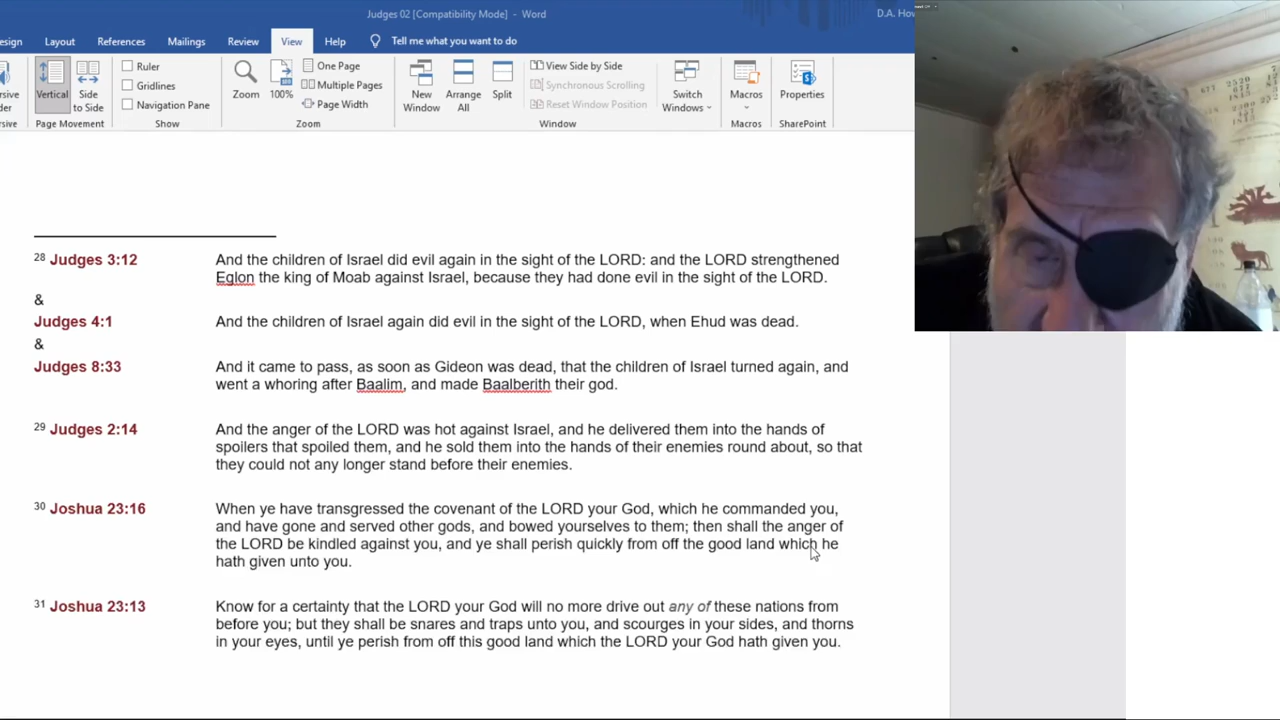 Judges 02 [Compatibility Mode] - Word
D.A. Hov
esign Layout References Mailings Review View Help Tell me what you want to do
Vertical
Side to Side
Page Movement
Ruler
Gridlines
Navigation Pane
Show
Zoom
100%
One Page
Multiple Pages
Page Width
Zoom
New Window
Arrange All
Split
View Side by Side
Synchronous Scrolling
Reset Window Position
Window
Switch Windows
Macros
Macros
Properties
SharePoint
28 Judges 3:12 And the children of Israel did evil again in the sight of the LORD: and the LORD strengthened
Eglon the king of Moab against Israel, because they had done evil in the sight of the LORD.
&
Judges 4:1 And the children of Israel again did evil in the sight of the LORD, when Ehud was dead.
&
Judges 8:33 And it came to pass, as soon as Gideon was dead, that the children of Israel turned again, and
went a whoring after Baalim, and made Baalberith their god.
29 Judges 2:14 And the anger of the LORD was hot against Israel, and he delivered them into the hands of
spoilers that spoiled them, and he sold them into the hands of their enemies round about, so that
they could not any longer stand before their enemies.
30 Joshua 23:16 When ye have transgressed the covenant of the LORD your God, which he commanded you,
and have gone and served other gods, and bowed yourselves to them; then shall the anger of
the LORD be kindled against you, and ye shall perish quickly from off the good land which he
hath given unto you.
31 Joshua 23:13 Know for a certainty that the LORD your God will no more drive out any of these nations from
before you; but they shall be snares and traps unto you, and scourges in your sides, and thorns
in your eyes, until ye perish from off this good land which the LORD your God hath given you.